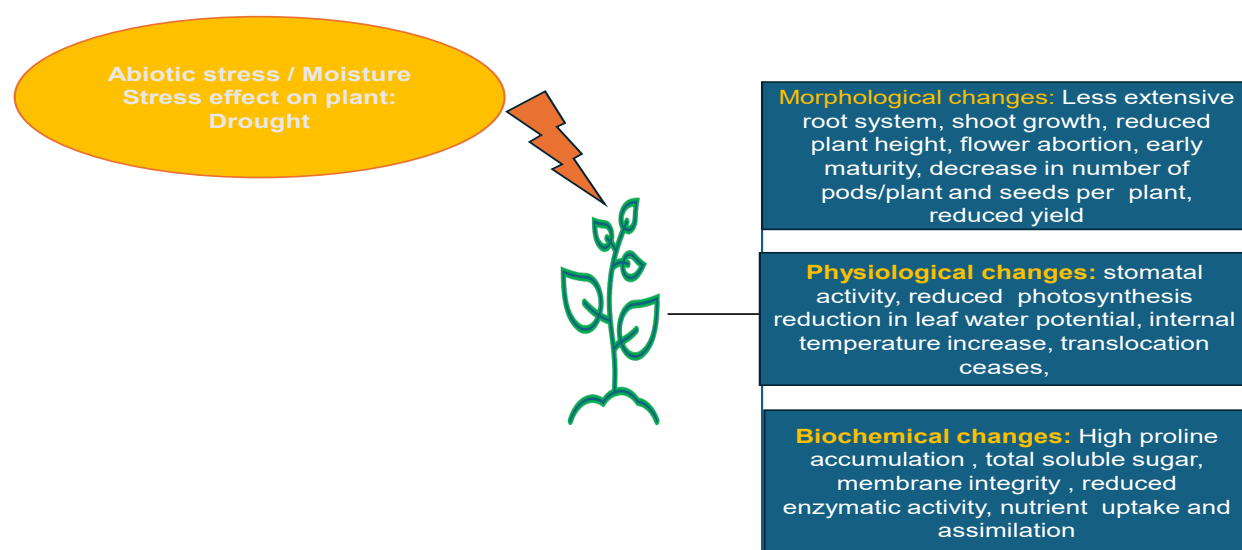 Abiotic stress / Moisture
Stress effect on plant:
Drought
Morphological changes: Less extensive
root system, shoot growth, reduced
plant height, flower abortion, early
maturity, decrease in number of
pods/plant and seeds per plant,
reduced yield
Physiological changes: stomatal
activity, reduced photosynthesis
reduction in leaf water potential, internal
temperature increase, translocation
ceases,
Biochemical changes: High proline
accumulation , total soluble sugar,
membrane integrity , reduced
enzymatic activity, nutrient uptake and
assimilation